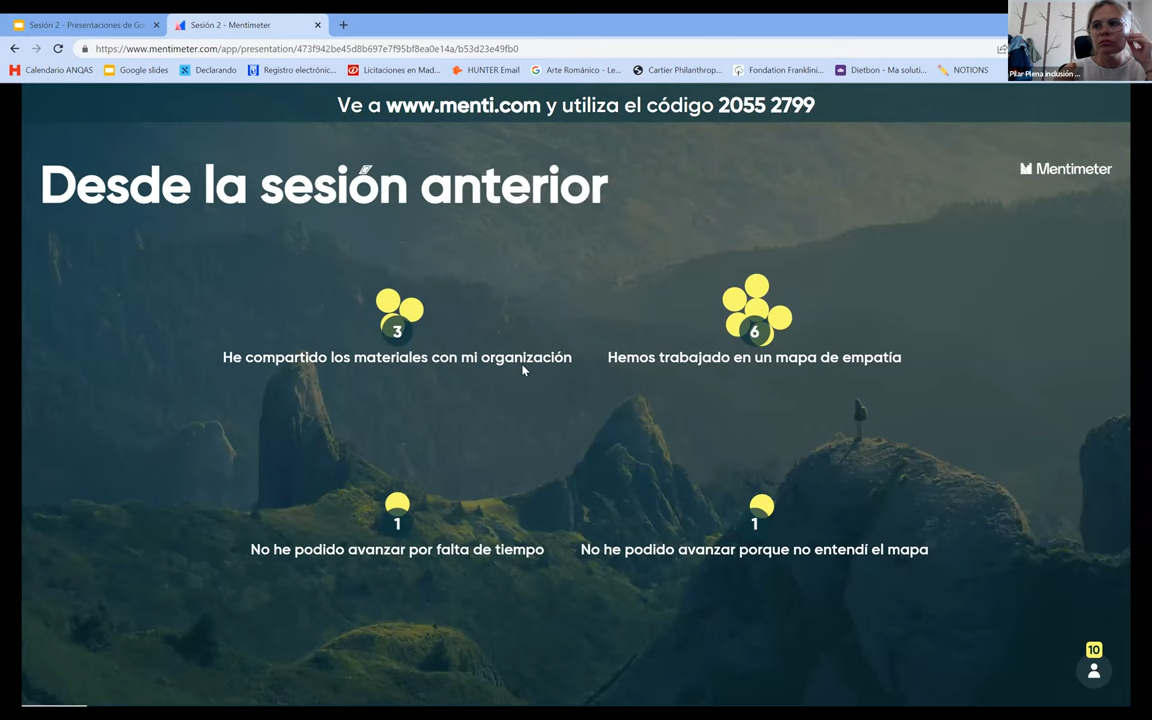 Sesión 2 - Presentaciones de Go
Sesión 2 - Mentimeter
https://www.mentimeter.com/app/presentation/473f942be45d8b697e7f95bf8ea0e14a/b53d23e49fb0
Calendario ANQAS
Google slides
Declarando
Registro electrónic...
Licitaciones en Mad...
HUNTER Email
Arte Románico - Le...
Cartier Philanthrop...
Fondation Franklini...
Dietbon - Ma soluti...
NOTIONS
Pilar Plena inclusión ...
Ve a www.menti.com y utiliza el código 2055 2799
Desde la sesión anterior
Mentimeter
3
He compartido los materiales con mi organización
6
Hemos trabajado en un mapa de empatía
1
No he podido avanzar por falta de tiempo
1
No he podido avanzar porque no entendí el mapa
10